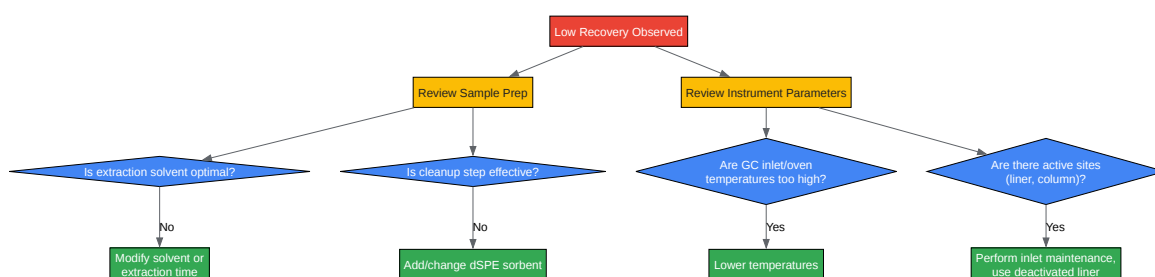 Low Recovery Observed
Review Sample Prep
Review Instrument Parameters
Is extraction solvent optimal?
Is cleanup step effective?
Are GC inlet/oven
temperatures too high?
Are there active sites
(liner, column)?
No
No
Yes
Yes
Modify solvent or
extraction time
Add/change dSPE sorbent
Lower temperatures
Perform inlet maintenance,
use deactivated liner